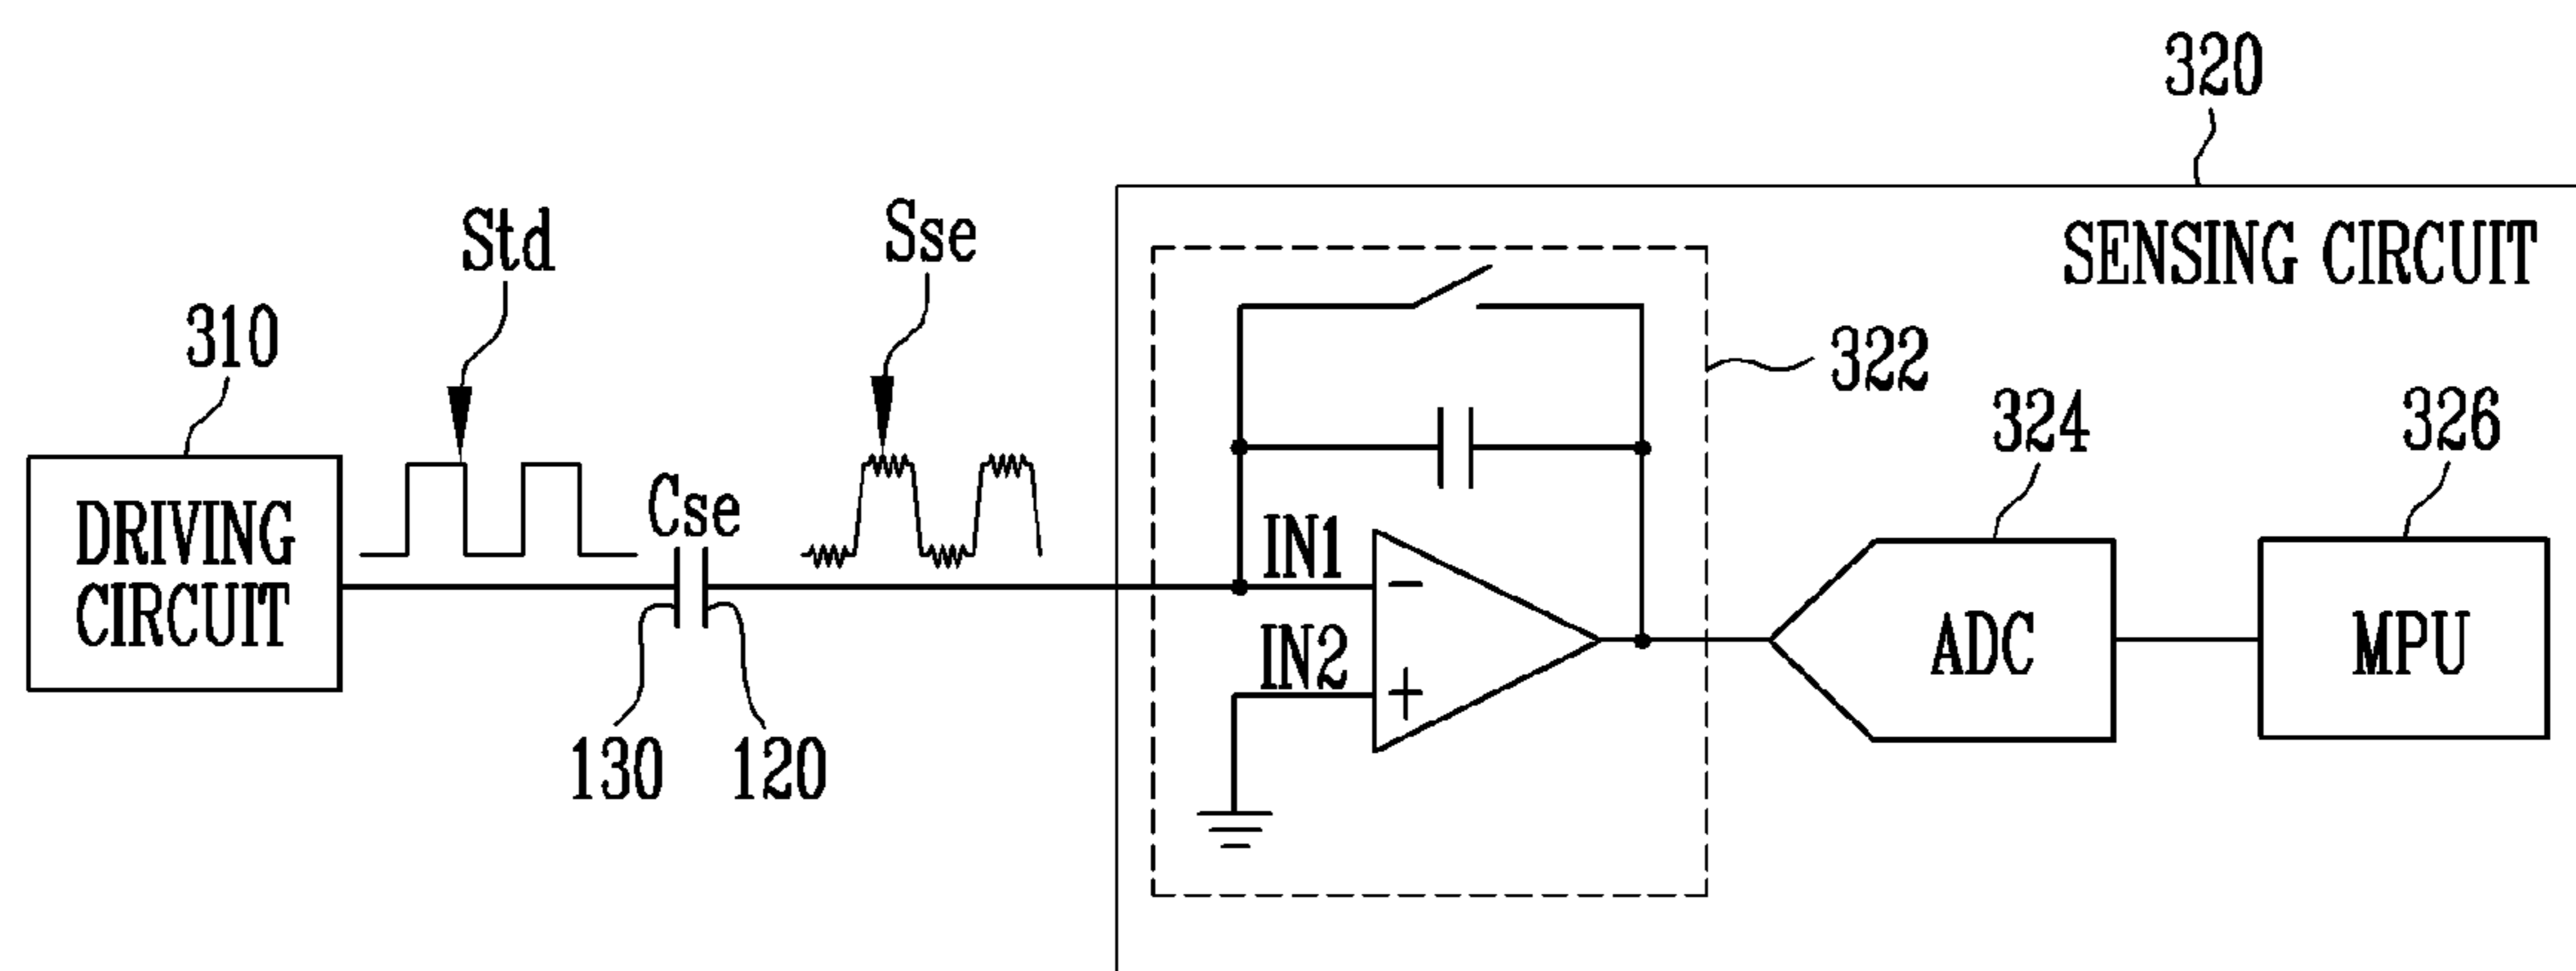 320
SENSING CIRCUIT
Std
Sse
310
322
324
326
DRIVING
CIRCUIT
Cse
IN1
−
IN2
+
ADC
MPU
130
120